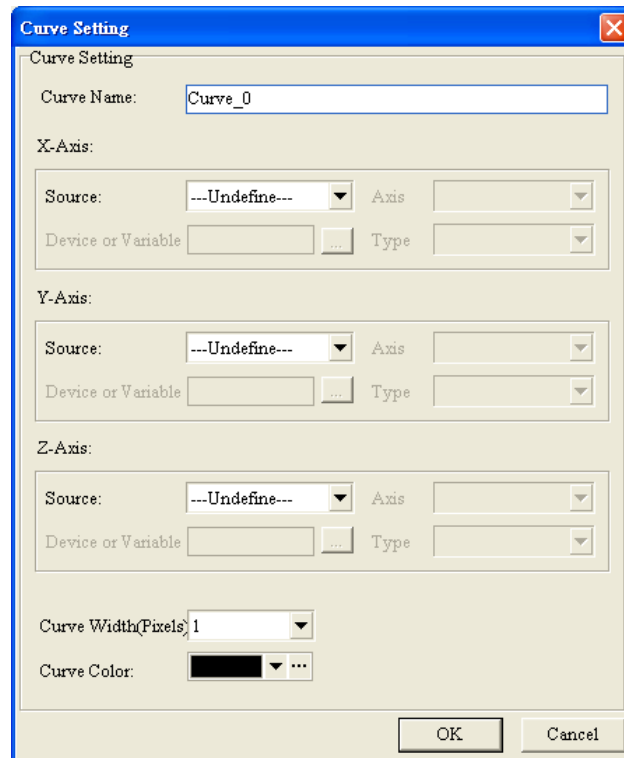 Curve Setting
Curve Setting
Curve Name: Curve_0
X-Axis:
Source: ---Undefine--- Axis
Device or Variable ... Type
Y-Axis:
Source: ---Undefine--- Axis
Device or Variable ... Type
Z-Axis:
Source: ---Undefine--- Axis
Device or Variable ... Type
Curve Width(Pixels) 1
Curve Color: ...
OK Cancel